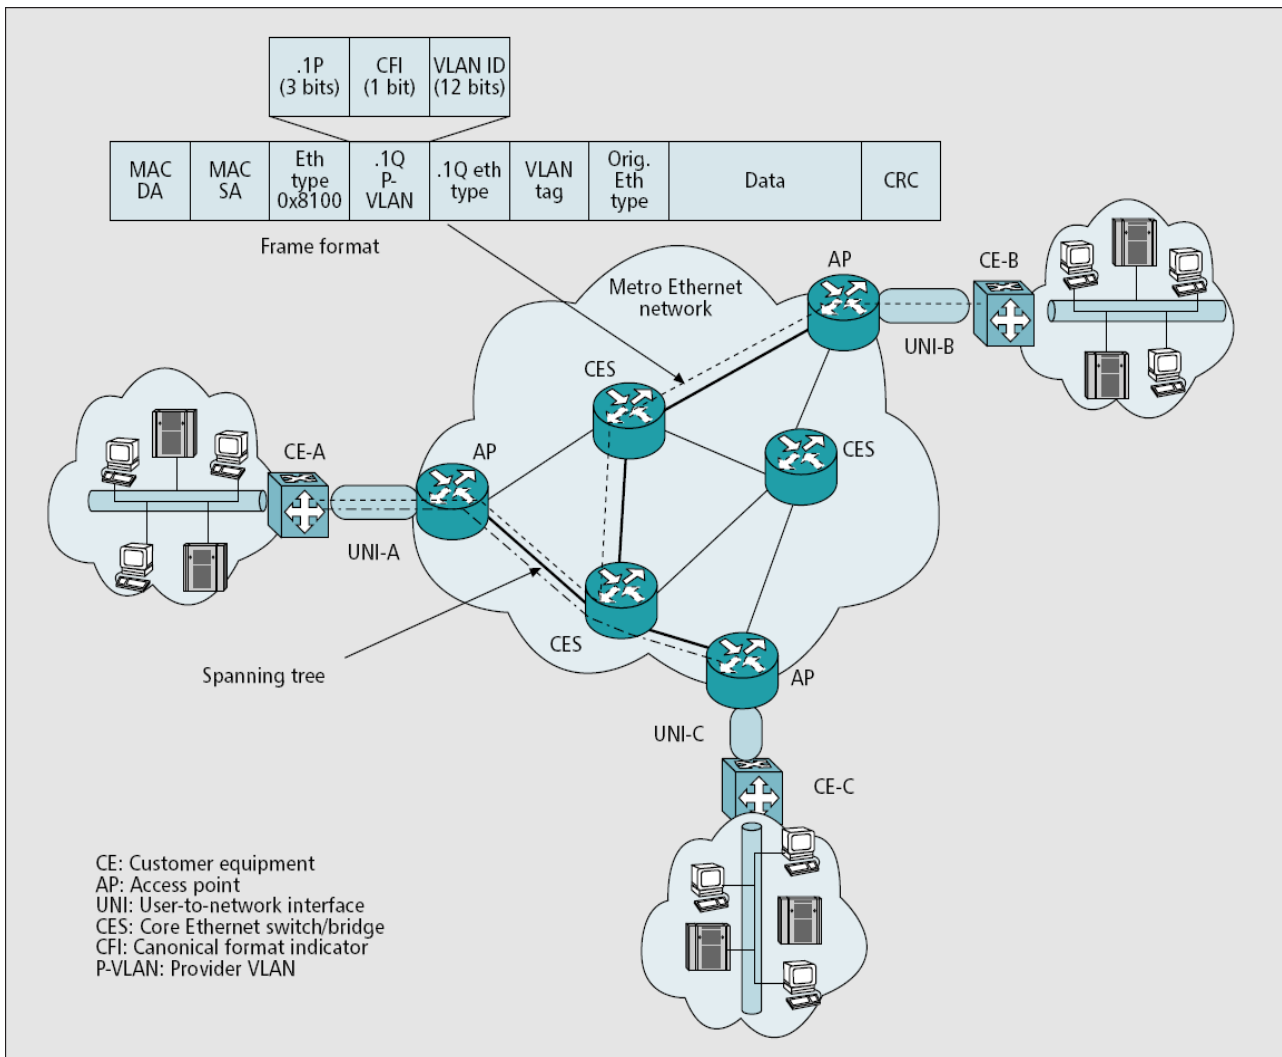 .1P
(3 bits)
CFI
(1 bit)
VLAN ID
(12 bits)
MAC
DA
MAC
SA
Eth
type
0x8100
.1Q
P-
VLAN
.1Q eth
type
VLAN
tag
Orig.
Eth
type
Data
CRC
Frame format
Metro Ethernet
network
AP
CE-B
UNI-B
CES
CES
CE-A
AP
UNI-A
CES
Spanning tree
AP
UNI-C
CE-C
CE: Customer equipment
AP: Access point
UNI: User-to-network interface
CES: Core Ethernet switch/bridge
CFI: Canonical format indicator
P-VLAN: Provider VLAN